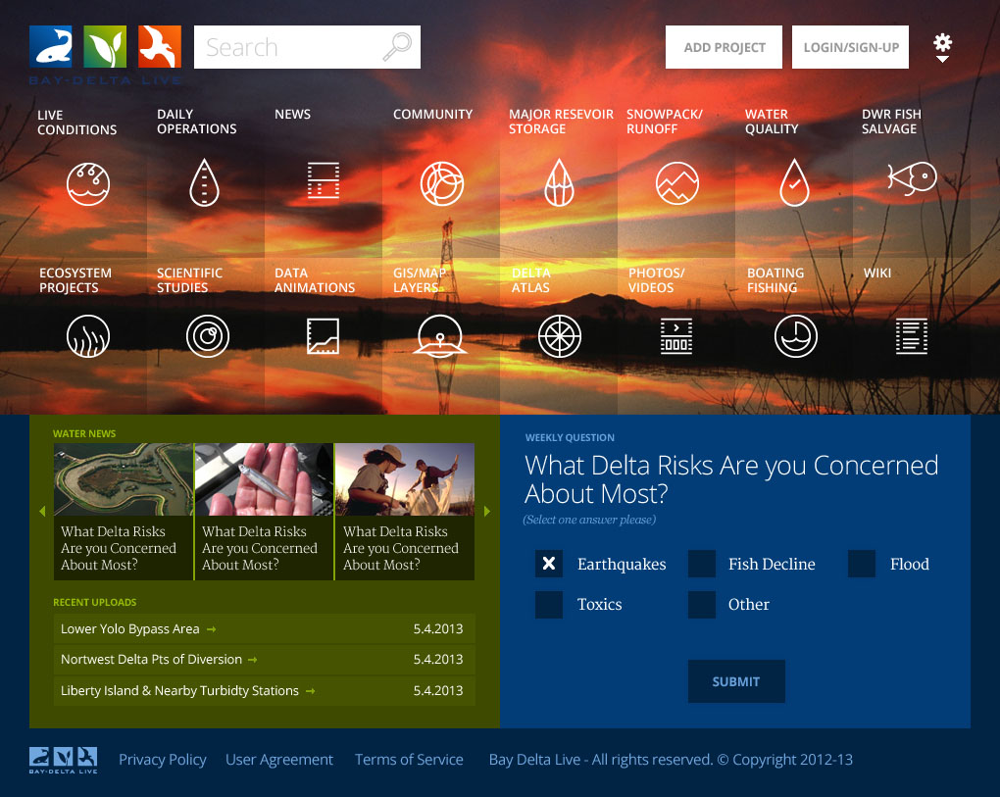 Search
ADD PROJECT
LOGIN/SIGN-UP
BAY-DELTA LIVE
LIVE
CONDITIONS
DAILY
OPERATIONS
NEWS
COMMUNITY
MAJOR RESEVOIR
STORAGE
SNOWPACK/
RUNOFF
WATER
QUALITY
DWR FISH
SALVAGE
ECOSYSTEM
PROJECTS
SCIENTIFIC
STUDIES
DATA
ANIMATIONS
GIS/MAP
LAYERS
DELTA
ATLAS
PHOTOS/
VIDEOS
BOATING
FISHING
WIKI
WATER NEWS
What Delta Risks
Are you Concerned
About Most?
What Delta Risks
Are you Concerned
About Most?
What Delta Risks
Are you Concerned
About Most?
RECENT UPLOADS
Lower Yolo Bypass Area → 5.4.2013
Nortwest Delta Pts of Diversion → 5.4.2013
Liberty Island & Nearby Turbidty Stations → 5.4.2013
WEEKLY QUESTION
What Delta Risks Are you Concerned
About Most?
(Select one answer please)
Earthquakes
Fish Decline
Flood
Toxics
Other
SUBMIT
BAY-DELTA LIVE
Privacy Policy User Agreement Terms of Service Bay Delta Live - All rights reserved. © Copyright 2012-13